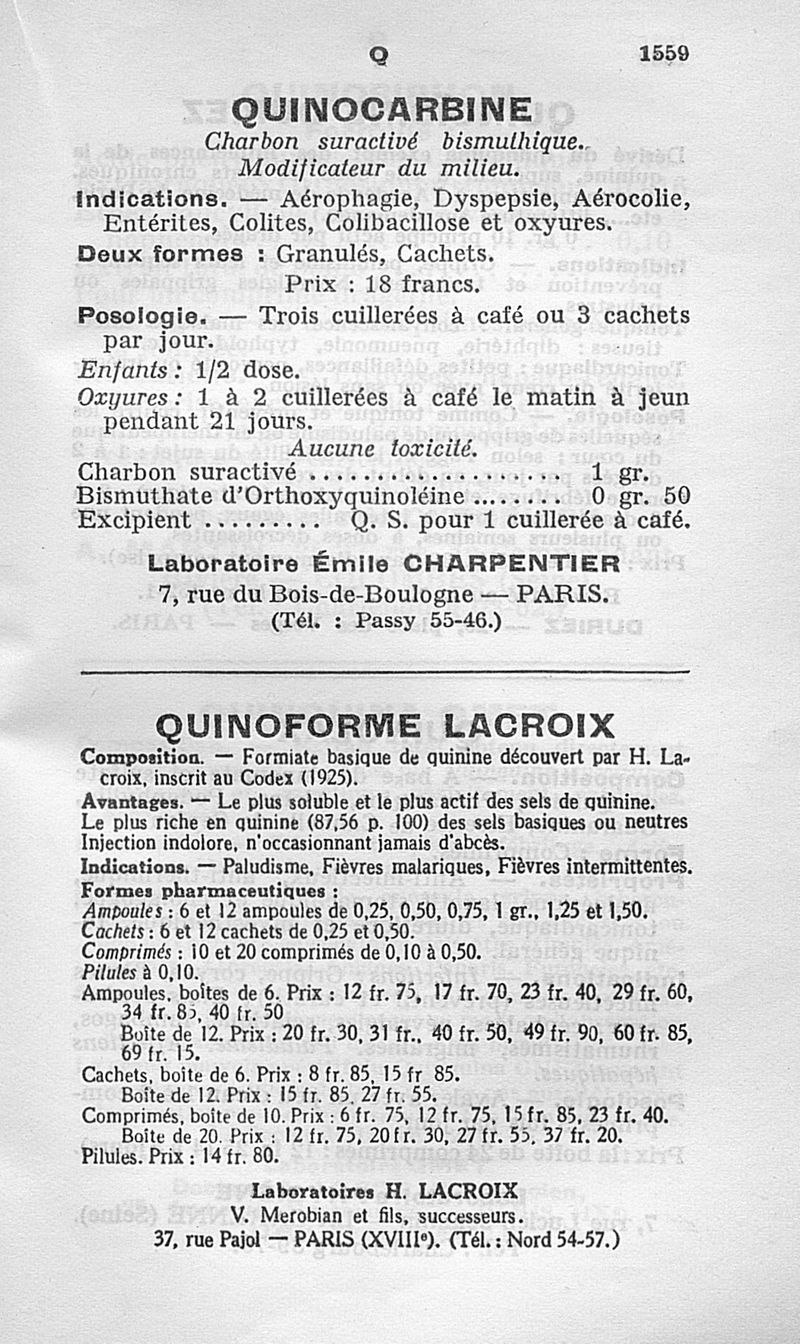 Q 1559
QUINOCARBINE
Charbon suractivé bismuthique.
Modificateur du milieu.
Indications. — Aérophagie, Dyspepsie, Aérocolie,
Entérites, Colites, Colibacillose et oxyures.
Deux formes : Granulés, Cachets.
Prix : 18 francs.
Posologie. — Trois cuillerées à café ou 3 cachets
par jour.
Enfants : 1/2 dose.
Oxyures : 1 à 2 cuillerées à café le matin à jeun
pendant 21 jours.
Aucune toxicité.
Charbon suractivé .................. 1 gr.
Bismuthate d'Orthoxyquinoléine ........ 0 gr. 50
Excipient ......... Q. S. pour 1 cuillerée à café.
Laboratoire Émile CHARPENTIER
7, rue du Bois-de-Boulogne — PARIS.
(Tél. : Passy 55-46.)
QUINOFORME LACROIX
Composition. — Formiate basique de quinine découvert par H. La-
croix, inscrit au Codex (1925).
Avantages. — Le plus soluble et le plus actif des sels de quinine.
Le plus riche en quinine (87,56 p. 100) des sels basiques ou neutres
Injection indolore, n'occasionnant jamais d'abcès.
Indications. — Paludisme, Fièvres malariques, Fièvres intermittentes.
Formes pharmaceutiques :
Ampoules : 6 et 12 ampoules de 0,25, 0,50, 0,75, 1 gr., 1,25 et 1,50.
Cachets : 6 et 12 cachets de 0,25 et 0,50.
Comprimés : 10 et 20 comprimés de 0,10 à 0,50.
Pilules à 0,10.
Ampoules, boîtes de 6. Prix : 12 fr. 75, 17 fr. 70, 23 fr. 40, 29 fr. 60,
34 fr. 85, 40 fr. 50
Boîte de 12. Prix : 20 fr. 30, 31 fr., 40 fr. 50, 49 fr. 90, 60 fr. 85,
69 fr. 15.
Cachets, boîte de 6. Prix : 8 fr. 85, 15 fr 85.
Boîte de 12. Prix : 15 fr. 85, 27 fr. 55.
Comprimés, boîte de 10. Prix : 6 fr. 75, 12 fr. 75, 15 fr. 85, 23 fr. 40.
Boîte de 20. Prix : 12 fr. 75, 20 fr. 30, 27 fr. 55, 37 fr. 20.
Pilules. Prix : 14 fr. 80.
Laboratoires H. LACROIX
V. Merobian et fils, successeurs.
37, rue Pajol — PARIS (XVIIIe). (Tél. : Nord 54-57.)